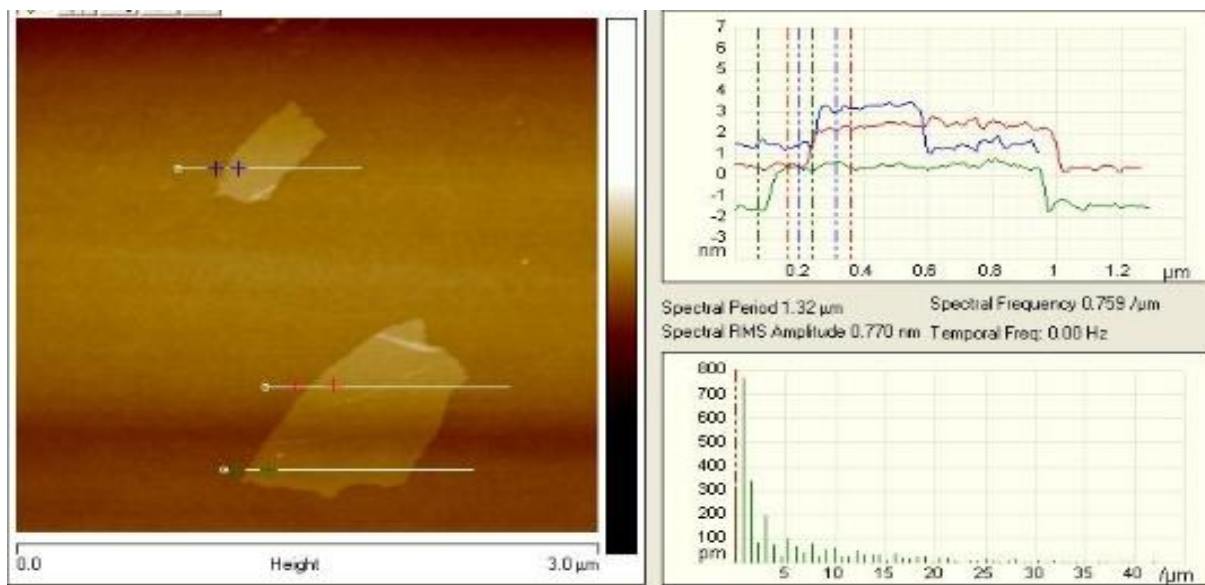 0.0 Height 3.0 µm
7
6
5
4
3
2
1
0
-1
-2
-3
nm
0.2 0.4 0.6 0.8 1 1.2 µm
Spectral Period 1.32 µm Spectral Frequency 0.759 /µm
Spectral RMS Amplitude 0.770 nm Temporal Freq: 0.00 Hz
800
700
600
500
400
300
200
100
pm
5 10 15 20 25 30 35 40 /µm